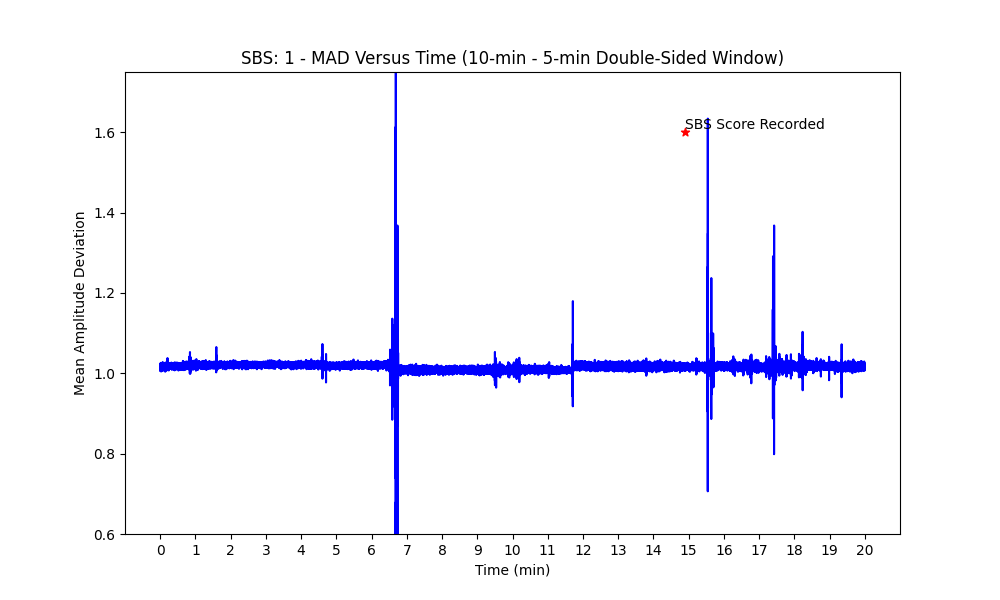 SBS: 1 - MAD Versus Time (10-min - 5-min Double-Sided Window)
SBS Score Recorded
Mean Amplitude Deviation
1.6
1.4
1.2
1.0
0.8
0.6
0 1 2 3 4 5 6 7 8 9 10 11 12 13 14 15 16 17 18 19 20
Time (min)